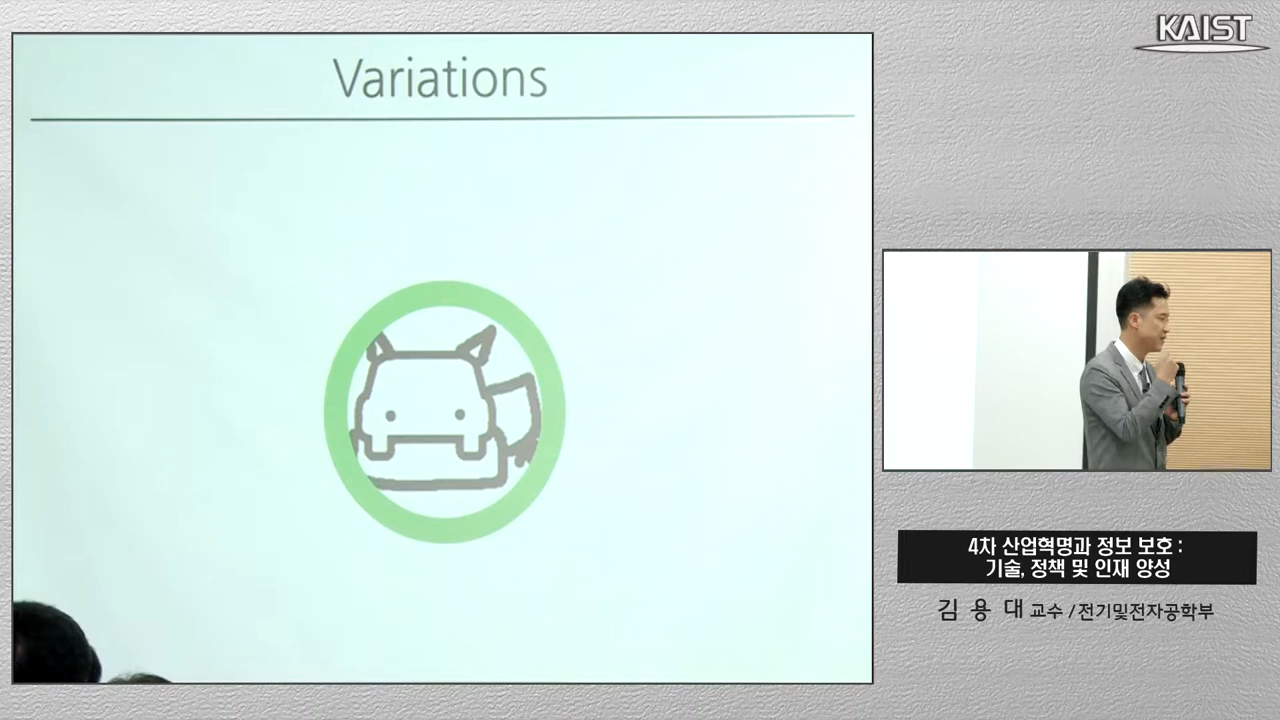 KAIST
Variations
4차 산업혁명과 정보 보호 :
기술, 정책 및 인재 양성
김 용 대 교수 / 전기및전자공학부